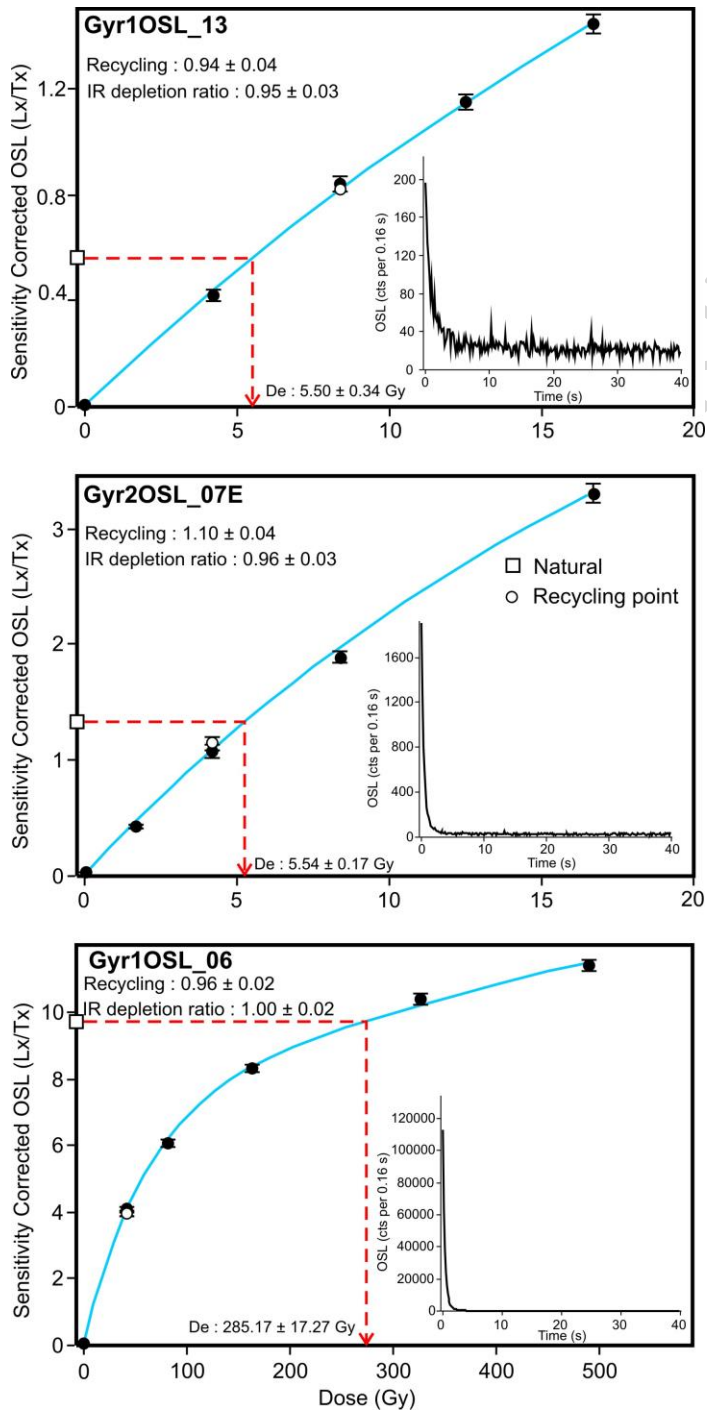 Gyr1OSL_13
Recycling : 0.94 ± 0.04
IR depletion ratio : 0.95 ± 0.03
Sensitivity Corrected OSL (Lx/Tx)
1.2
0.8
0.4
0
De : 5.50 ± 0.34 Gy
0 5 10 15 20
OSL (cts per 0.16 s)
200
160
120
80
40
0
0 10 20 30 40
Time (s)
Gyr2OSL_07E
Recycling : 1.10 ± 0.04
IR depletion ratio : 0.96 ± 0.03
Natural
Recycling point
Sensitivity Corrected OSL (Lx/Tx)
3
2
1
0
De : 5.54 ± 0.17 Gy
0 5 10 15 20
OSL (cts per 0.16 s)
1600
1200
800
400
0
0 10 20 30 40
Time (s)
Gyr1OSL_06
Recycling : 0.96 ± 0.02
IR depletion ratio : 1.00 ± 0.02
Sensitivity Corrected OSL (Lx/Tx)
10
8
6
4
2
0
De : 285.17 ± 17.27 Gy
0 100 200 300 400 500
Dose (Gy)
OSL (cts per 0.16 s)
120000
100000
80000
60000
40000
20000
0
0 10 20 30 40
Time (s)